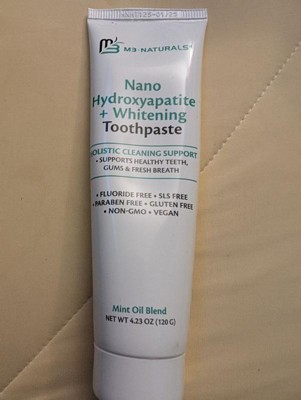 M3 NATURALS
Nano
Hydroxyapatite
+ Whitening
Toothpaste
HOLISTIC CLEANING SUPPORT
• SUPPORTS HEALTHY TEETH,
GUMS & FRESH BREATH
• FLUORIDE FREE • SLS FREE
• PARABEN FREE • GLUTEN FREE
• NON-GMO • VEGAN
Mint Oil Blend
NET WT 4.23 OZ (120 G)